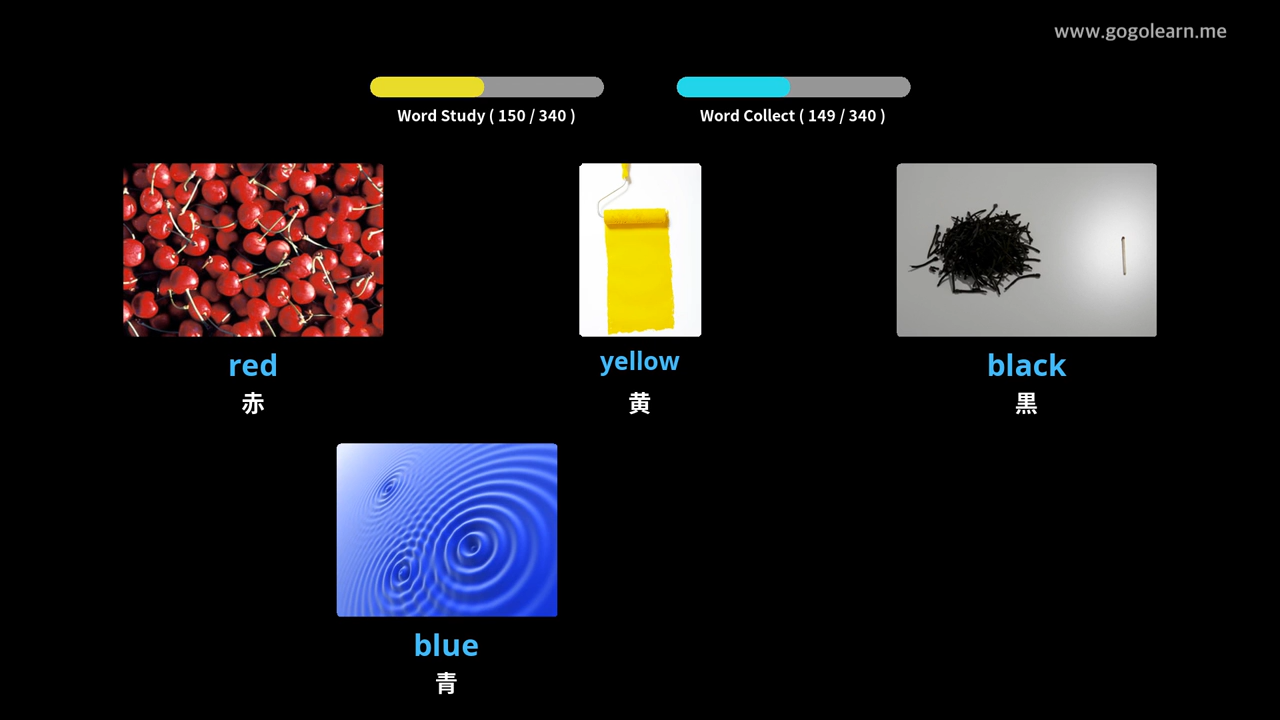 www.gogolearn.me
Word Study ( 150 / 340 )
Word Collect ( 149 / 340 )
red
赤
yellow
黄
black
黒
blue
青